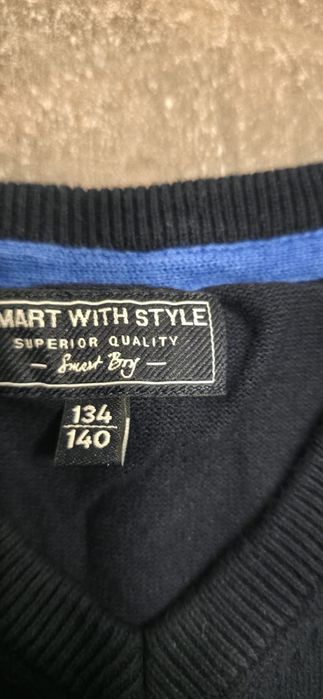 MART WITH STYLE
SUPERIOR QUALITY
— Smart Boy —
134
140